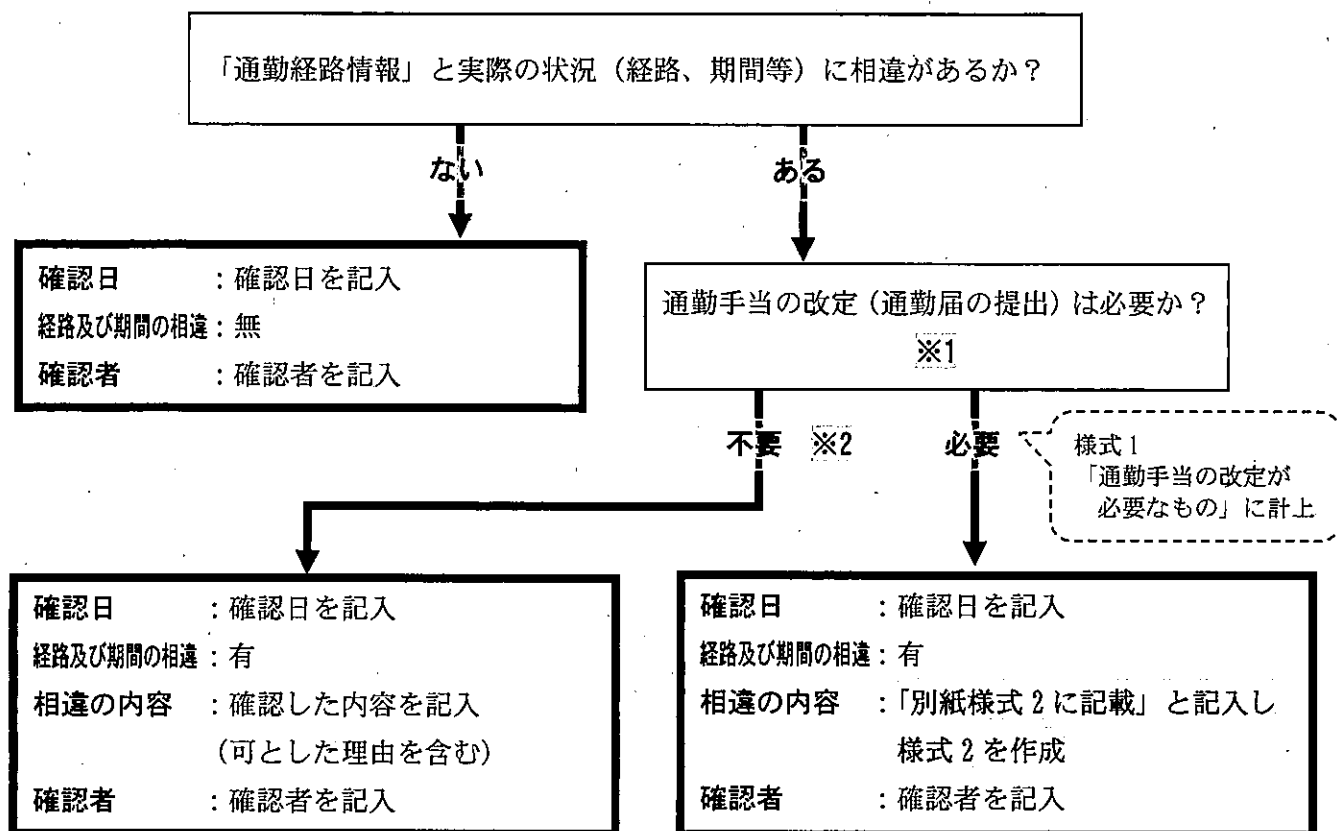 「通勤経路情報」と実際の状況（経路、期間等）に相違があるか？
ない
ある
確認日　　　：確認日を記入
経路及び期間の相違：無
確認者　　　：確認者を記入
通勤手当の改定（通勤届の提出）は必要か？
※1
不要　※2
必要
様式1
「通勤手当の改定が
必要なもの」に計上
確認日　　　：確認日を記入
経路及び期間の相違：有
相違の内容　：確認した内容を記入
（可とした理由を含む）
確認者　　　：確認者を記入
確認日　　　：確認日を記入
経路及び期間の相違：有
相違の内容　：「別紙様式2に記載」と記入し
様式2を作成
確認者　　　：確認者を記入